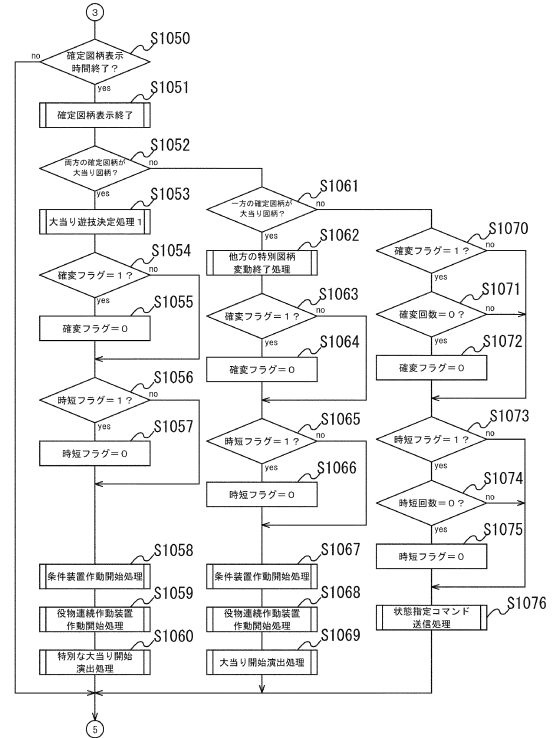 3
S1050
確定図柄表示
時間終了？
no
yes
S1051
確定図柄表示終了
S1052
両方の確定図柄が
大当り図柄？
no
yes
S1053
大当り遊技決定処理1
S1054
確変フラグ＝1？
no
yes
S1055
確変フラグ＝0
S1056
時短フラグ＝1？
no
yes
S1057
時短フラグ＝0
S1058
条件装置作動開始処理
S1059
役物連続作動装置
作動開始処理
S1060
特別な大当り開始
演出処理
S1061
一方の確定図柄が
大当り図柄？
no
yes
S1062
他方の特別図柄
変動終了処理
S1063
確変フラグ＝1？
no
yes
S1064
確変フラグ＝0
S1065
時短フラグ＝1？
no
yes
S1066
時短フラグ＝0
S1067
条件装置作動開始処理
S1068
役物連続作動装置
作動開始処理
S1069
大当り開始演出処理
S1070
確変フラグ＝1？
no
yes
S1071
確変回数＝0？
no
yes
S1072
確変フラグ＝0
S1073
時短フラグ＝1？
no
yes
S1074
時短回数＝0？
no
yes
S1075
時短フラグ＝0
S1076
状態指定コマンド
送信処理
5